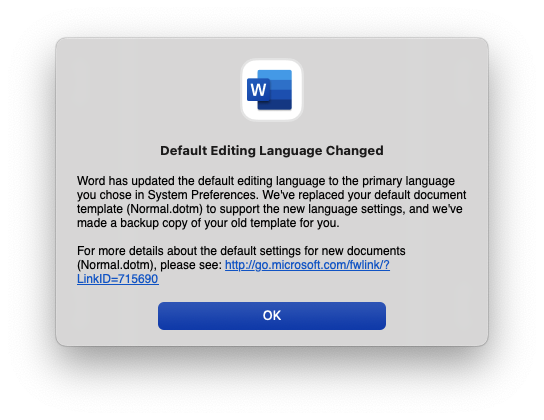 W
Default Editing Language Changed
Word has updated the default editing language to the primary language
you chose in System Preferences. We've replaced your default document
template (Normal.dotm) to support the new language settings, and we've
made a backup copy of your old template for you.
For more details about the default settings for new documents
(Normal.dotm), please see: http://go.microsoft.com/fwlink/?
LinkID=715690
OK